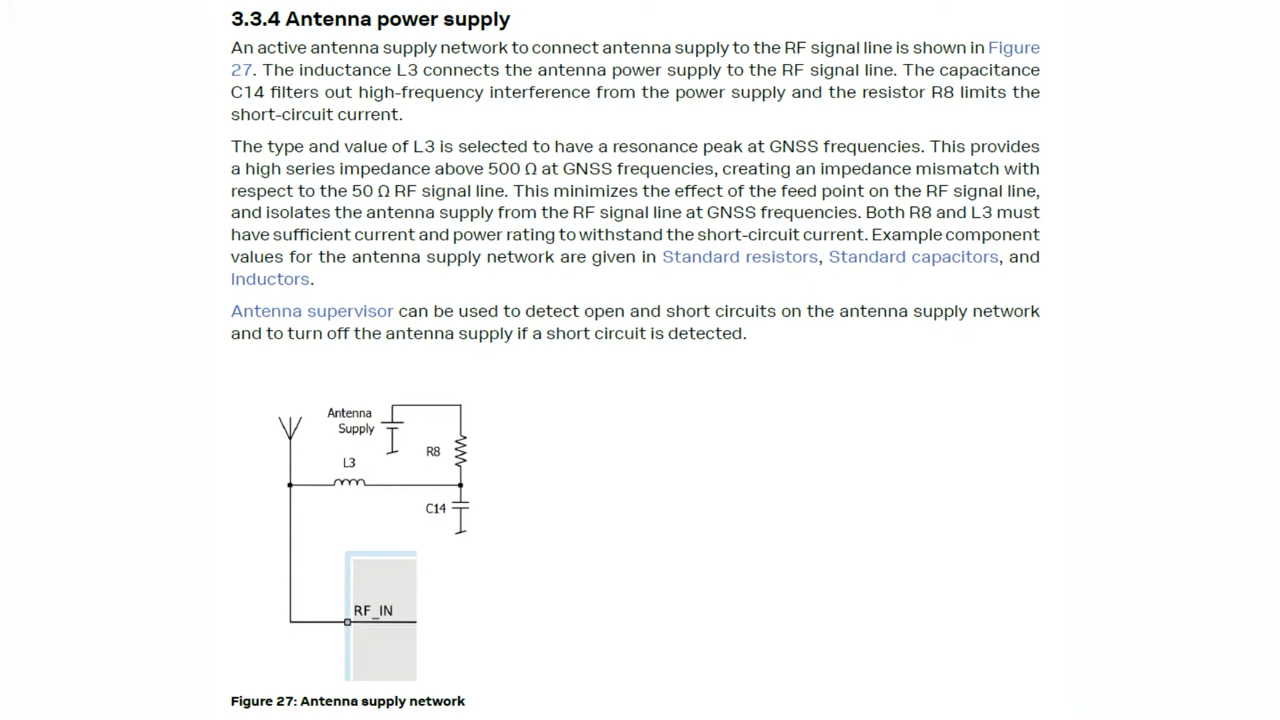 3.3.4 Antenna power supply
An active antenna supply network to connect antenna supply to the RF signal line is shown in Figure
27. The inductance L3 connects the antenna power supply to the RF signal line. The capacitance
C14 filters out high-frequency interference from the power supply and the resistor R8 limits the
short-circuit current.
The type and value of L3 is selected to have a resonance peak at GNSS frequencies. This provides
a high series impedance above 500 Ω at GNSS frequencies, creating an impedance mismatch with
respect to the 50 Ω RF signal line. This minimizes the effect of the feed point on the RF signal line,
and isolates the antenna supply from the RF signal line at GNSS frequencies. Both R8 and L3 must
have sufficient current and power rating to withstand the short-circuit current. Example component
values for the antenna supply network are given in Standard resistors, Standard capacitors, and
Inductors.
Antenna supervisor can be used to detect open and short circuits on the antenna supply network
and to turn off the antenna supply if a short circuit is detected.
Antenna
Supply
R8
L3
C14
RF_IN
Figure 27: Antenna supply network